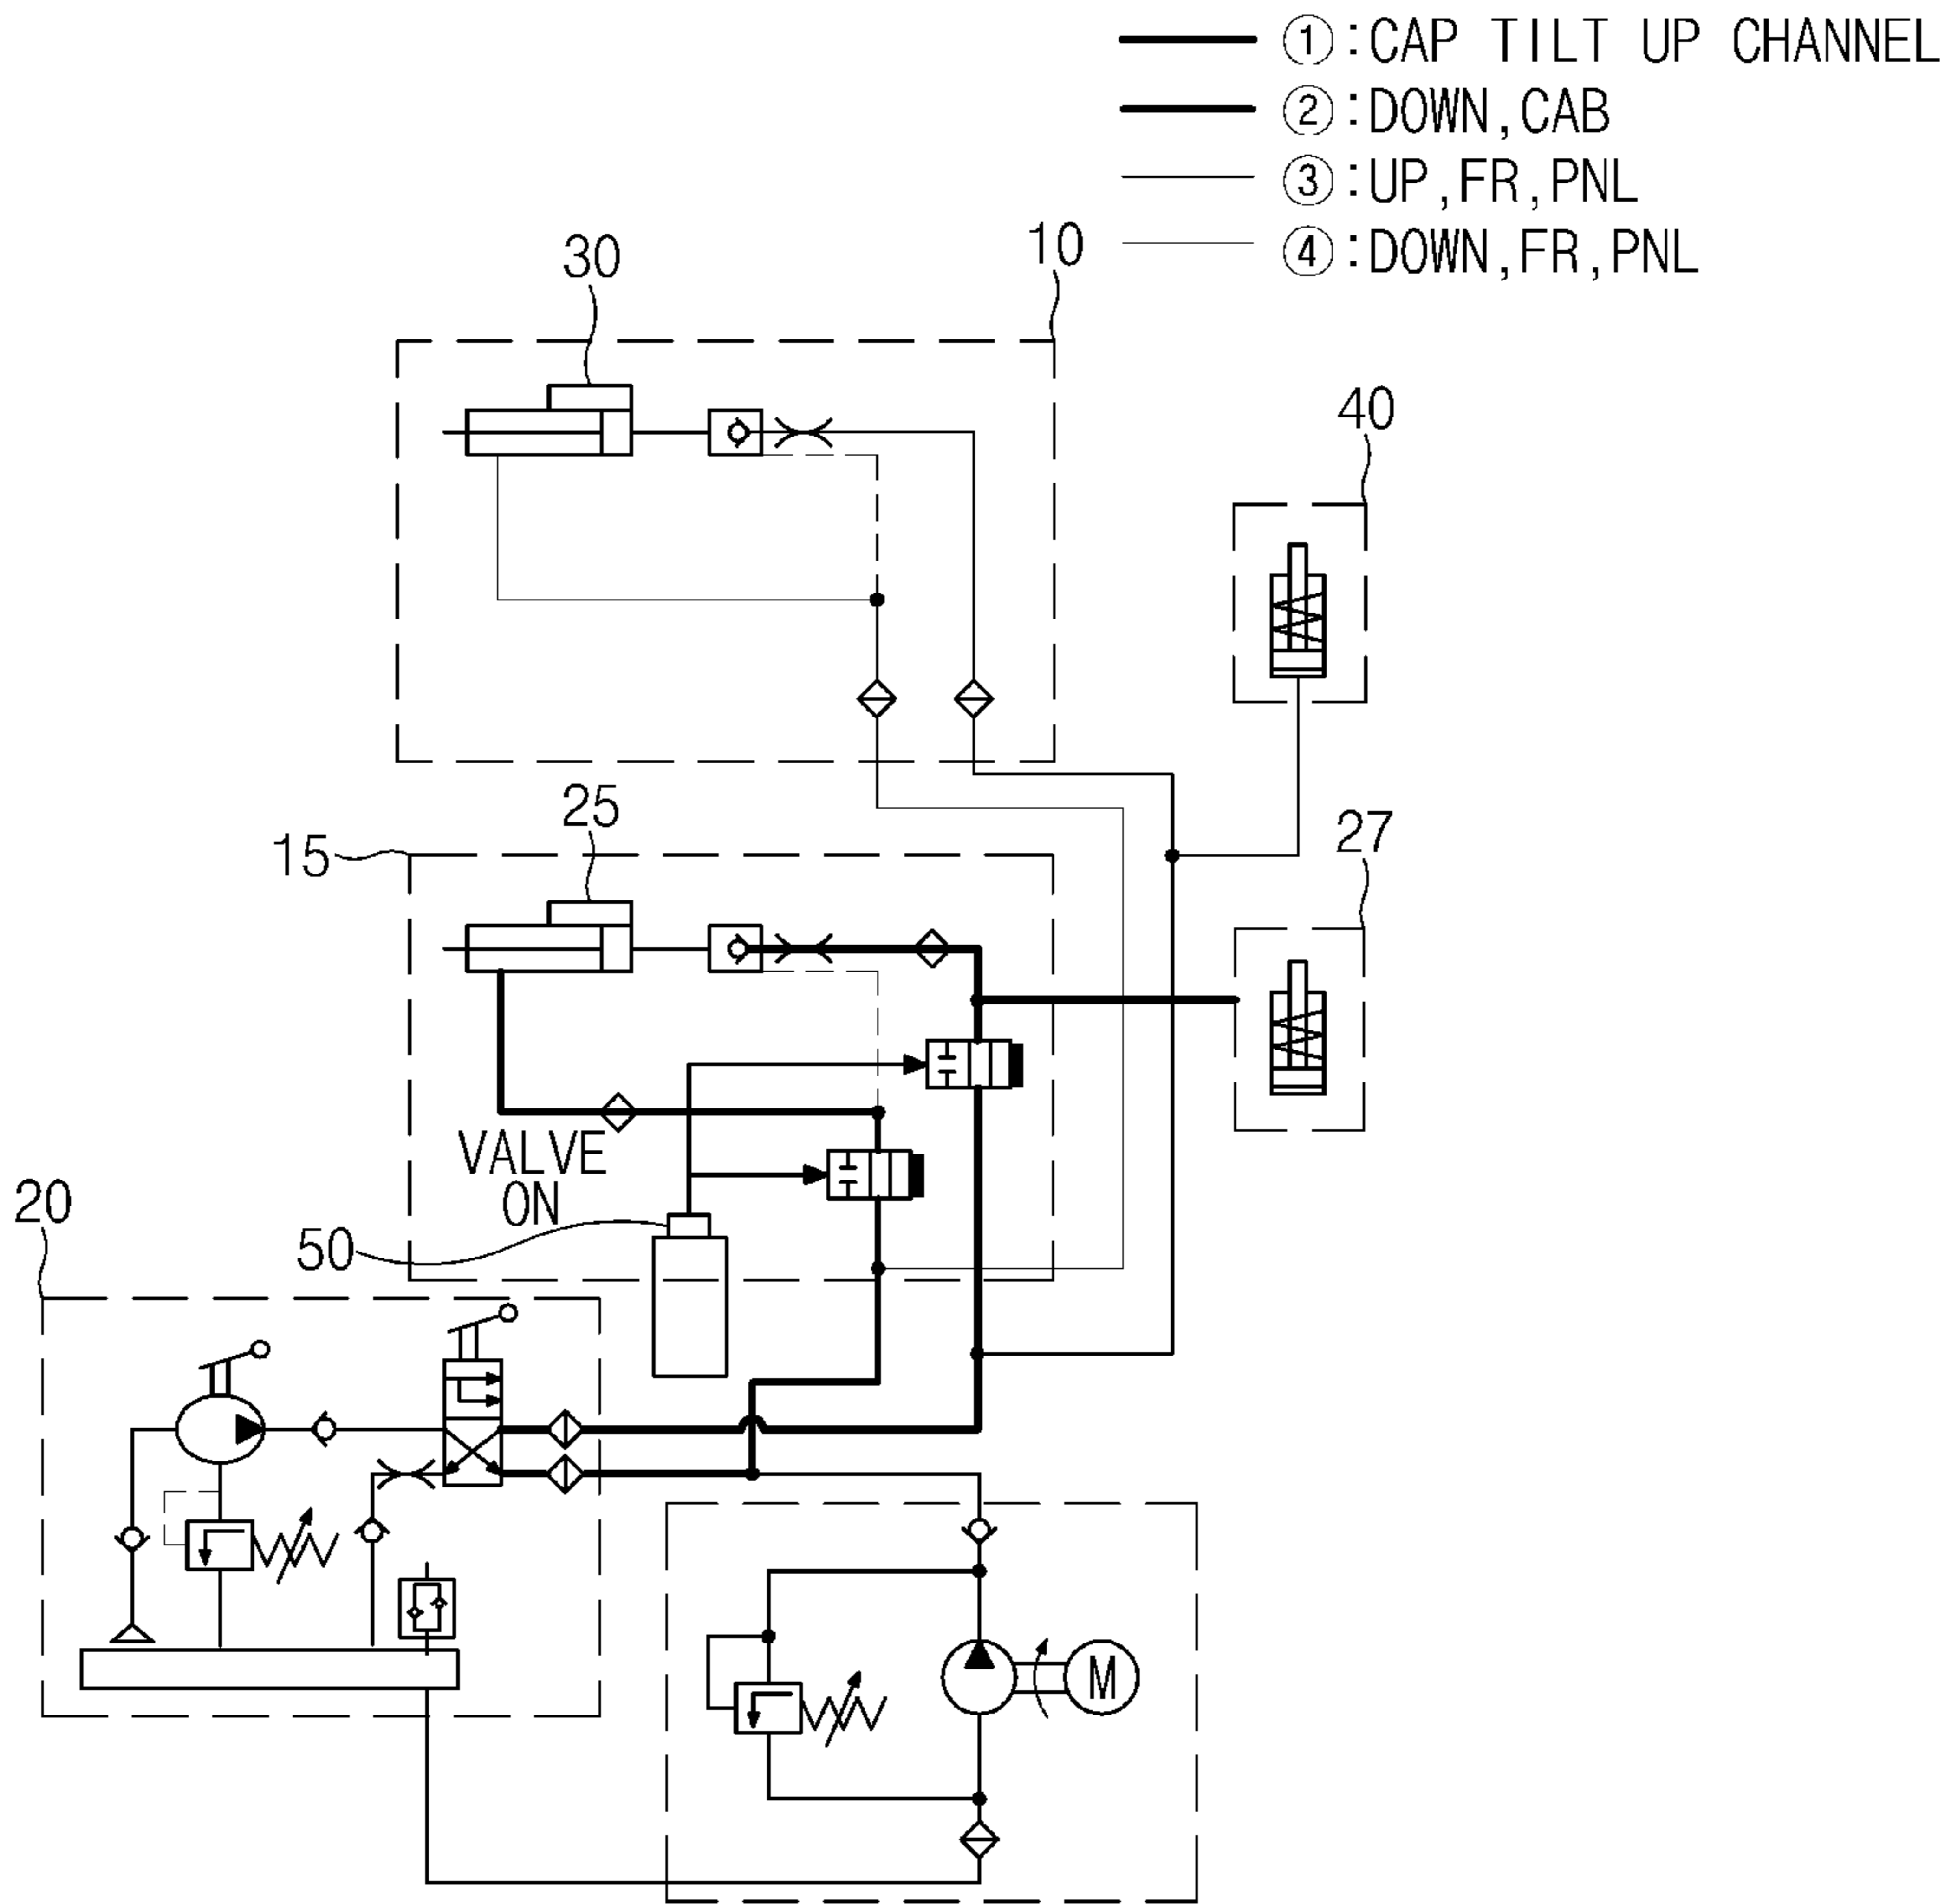 ①:CAP TILT UP CHANNEL
②:DOWN,CAB
③:UP,FR,PNL
④:DOWN,FR,PNL
10
30
40
25
27
15
VALVE
ON
20
50
M